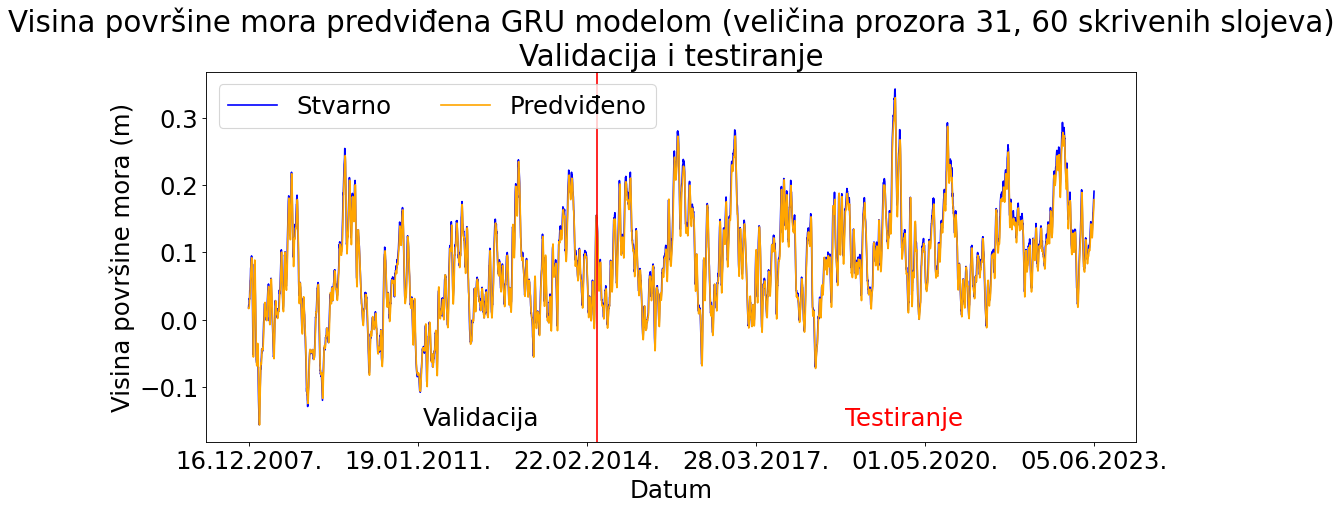 Visina površine mora predviđena GRU modelom (veličina prozora 31, 60 skrivenih slojeva)
Validacija i testiranje
Stvarno
Predviđeno
Visina površine mora (m)
0.3
0.2
0.1
0.0
−0.1
Validacija
Testiranje
16.12.2007.
19.01.2011.
22.02.2014.
28.03.2017.
01.05.2020.
05.06.2023.
Datum